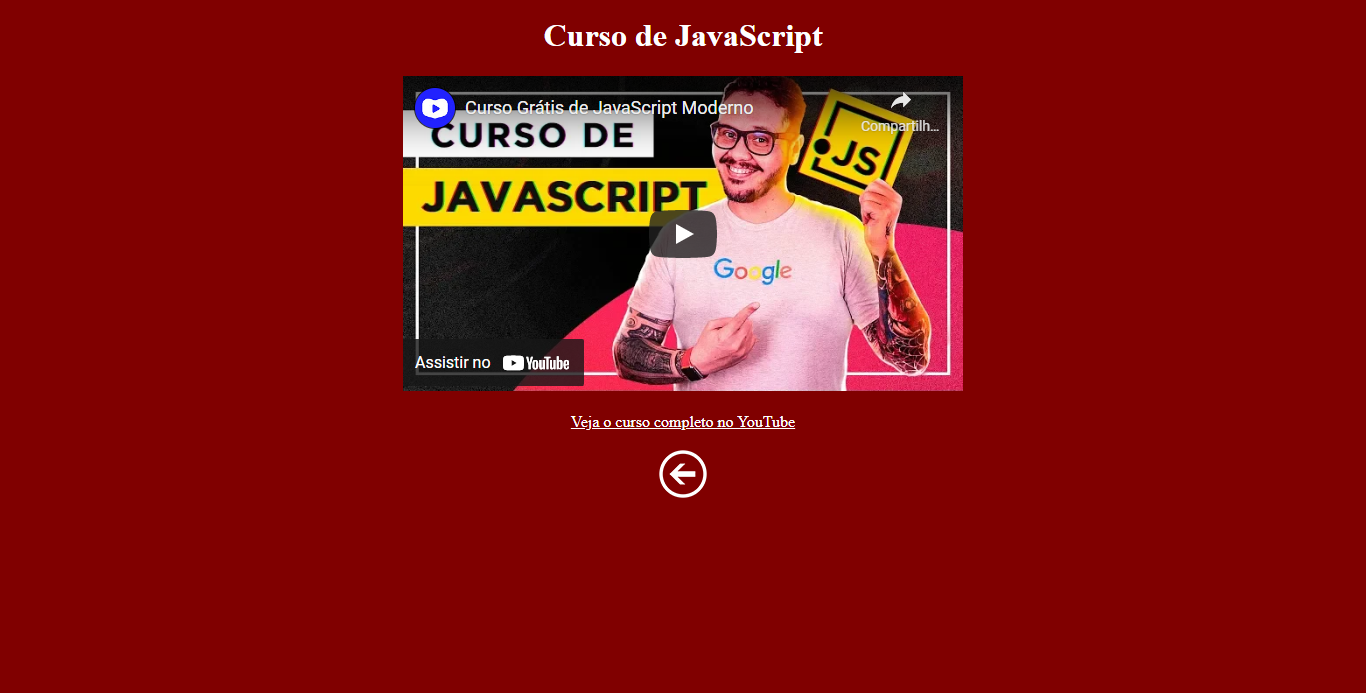 Curso de JavaScript
Curso Grátis de JavaScript Moderno
Compartilh...
CURSO DE
JAVASCRIPT
JS
Google
Assistir no YouTube
Veja o curso completo no YouTube